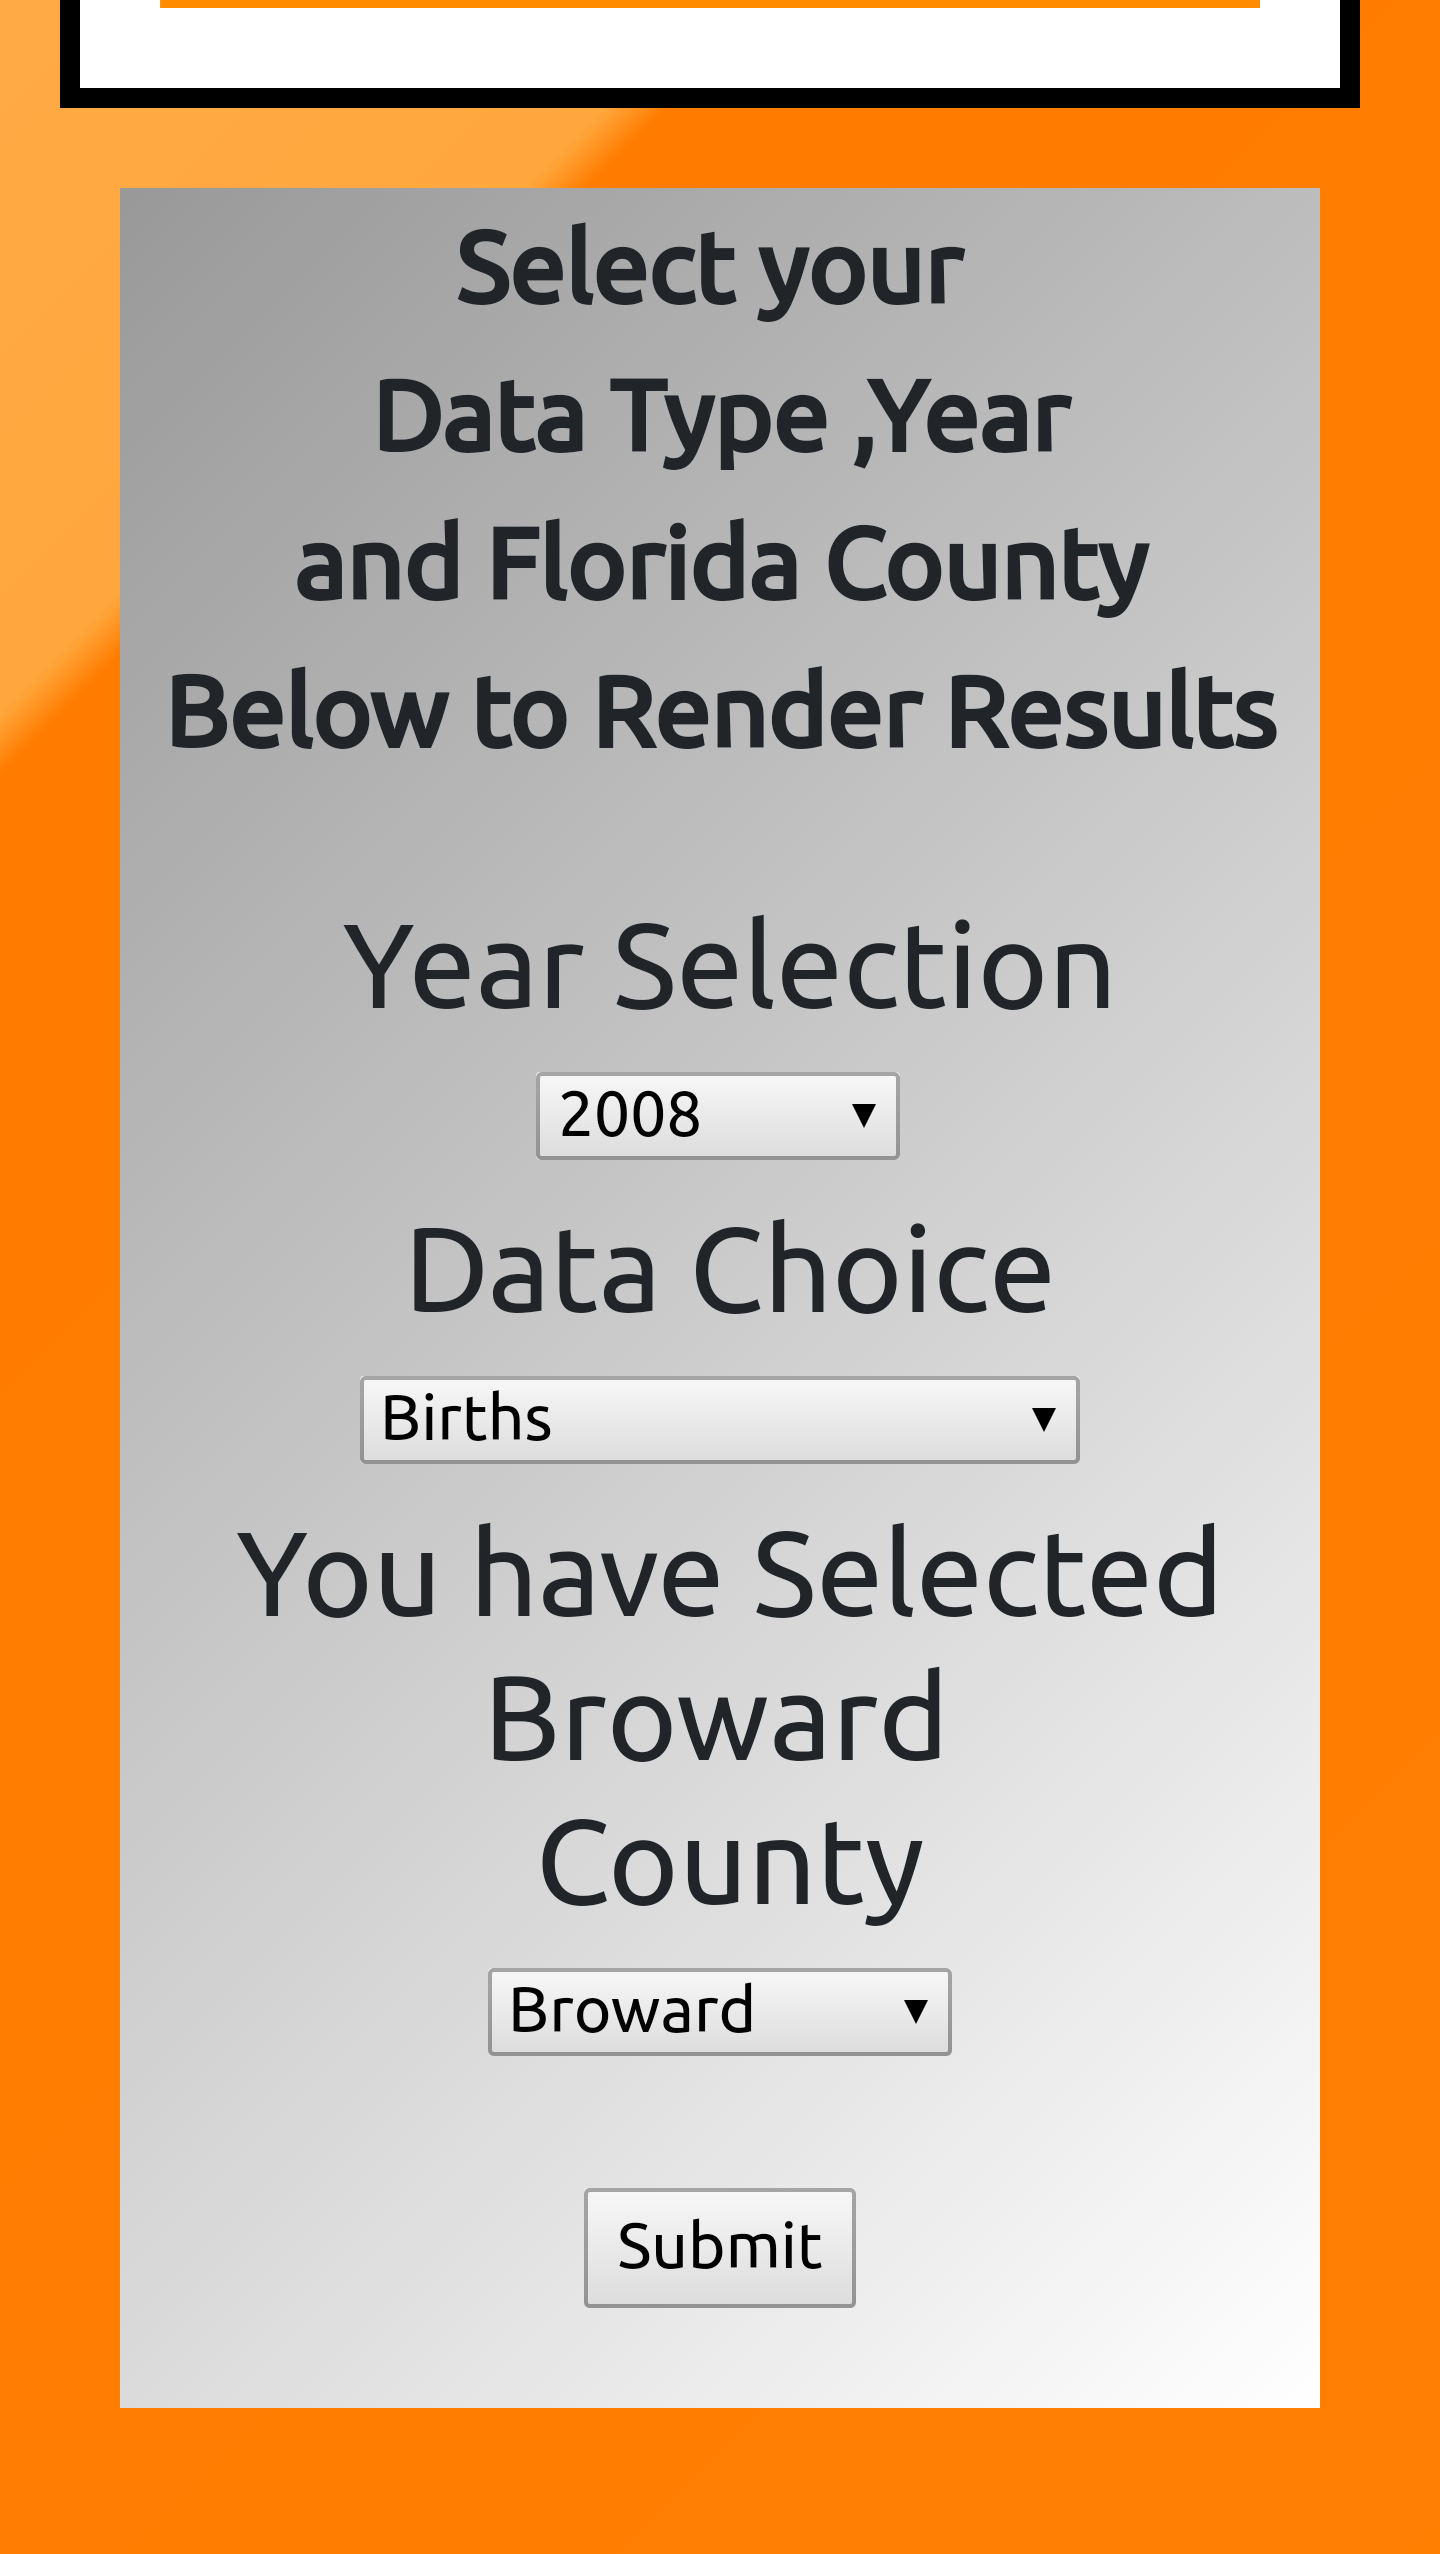 Select your
Data Type ,Year
and Florida County
Below to Render Results
Year Selection
2008
Data Choice
Births
You have Selected
Broward
County
Broward
Submit